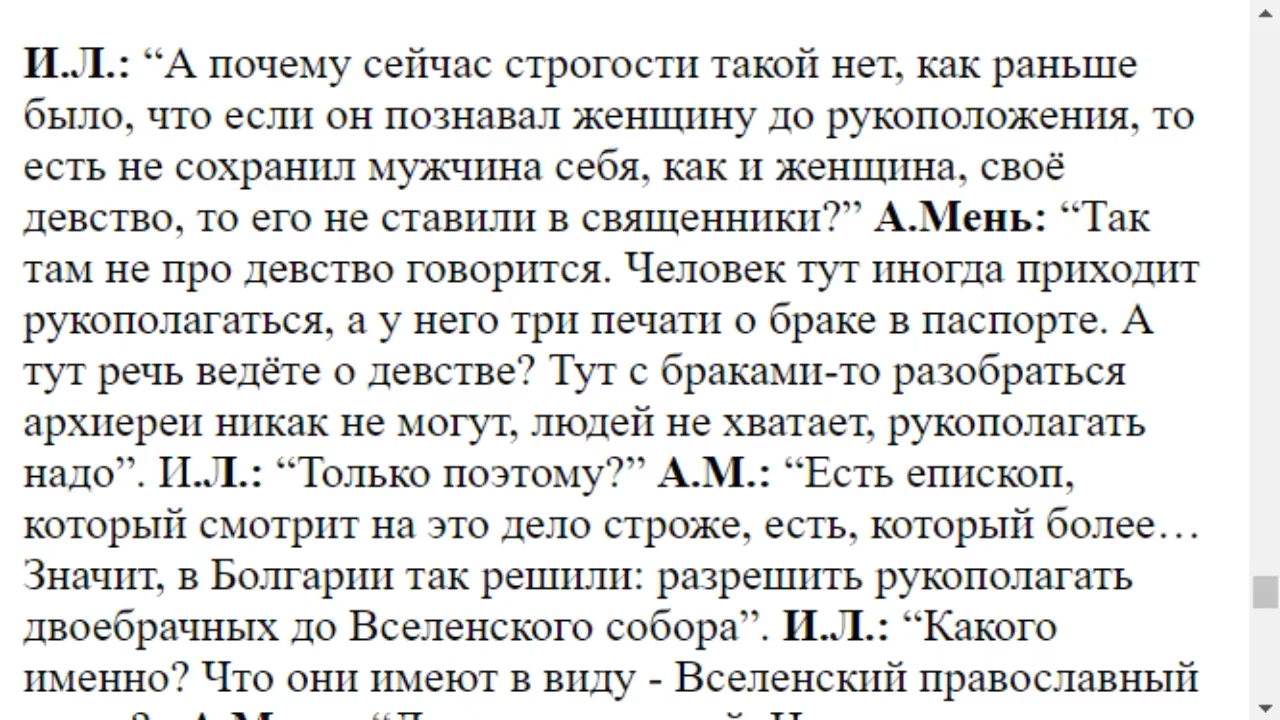 И.Л.: “А почему сейчас строгости такой нет, как раньше
было, что если он познавал женщину до рукоположения, то
есть не сохранил мужчина себя, как и женщина, своё
девство, то его не ставили в священники?” А.Мень: “Так
там не про девство говорится. Человек тут иногда приходит
рукополагаться, а у него три печати о браке в паспорте. А
тут речь ведёте о девстве? Тут с браками-то разобраться
архиереи никак не могут, людей не хватает, рукополагать
надо”. И.Л.: “Только поэтому?” А.М.: “Есть епископ,
который смотрит на это дело строже, есть, который более…
Значит, в Болгарии так решили: разрешить рукополагать
двоебрачных до Вселенского собора”. И.Л.: “Какого
именно? Что они имеют в виду - Вселенский православный